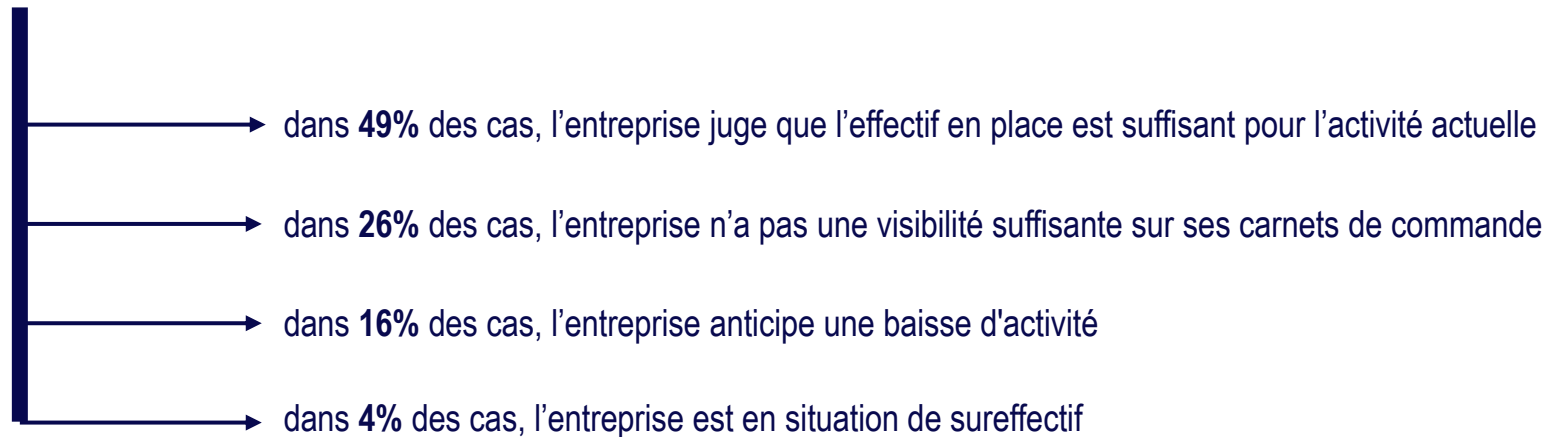 dans 49% des cas, l’entreprise juge que l’effectif en place est suffisant pour l’activité actuelle
dans 26% des cas, l’entreprise n’a pas une visibilité suffisante sur ses carnets de commande
dans 16% des cas, l’entreprise anticipe une baisse d'activité
dans 4% des cas, l’entreprise est en situation de sureffectif